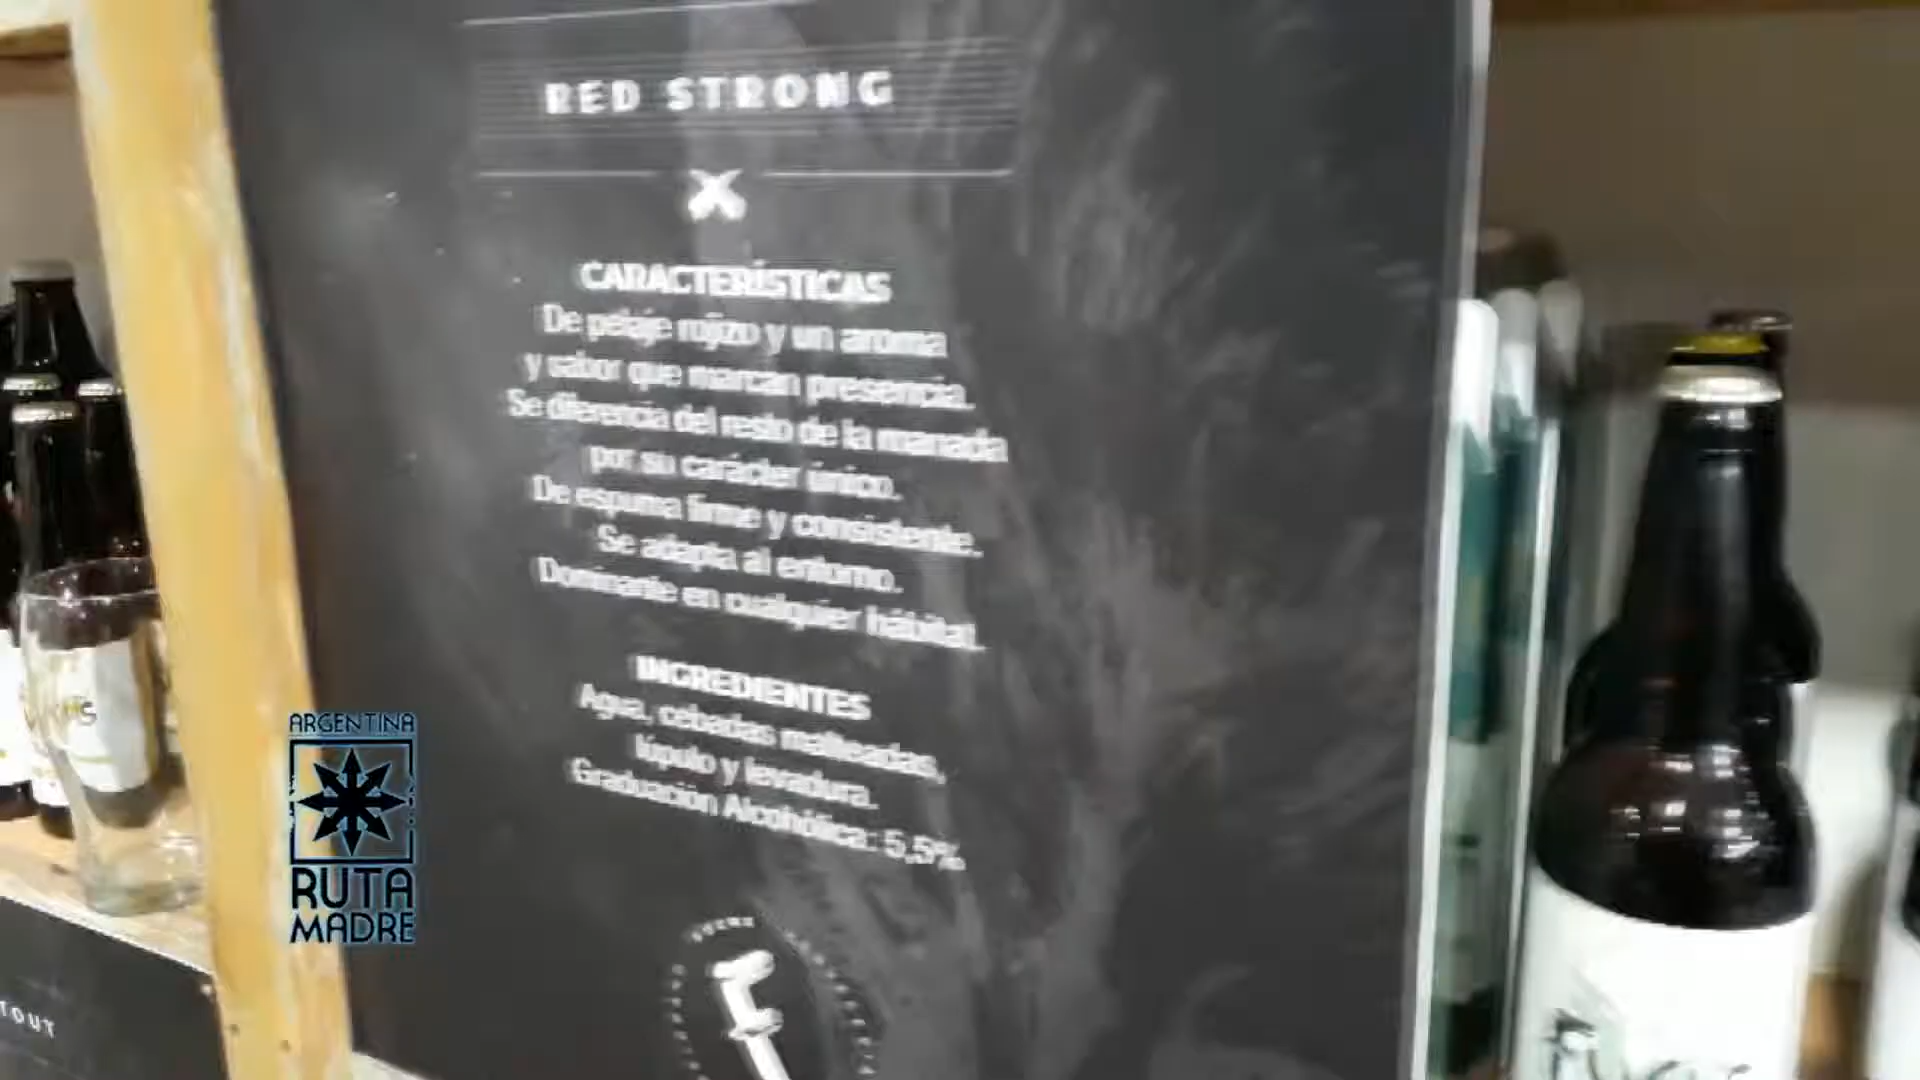 RED STRONG
CARACTERÍSTICAS
De pelaje rojizo y un aroma
y sabor que marcan presencia.
Se diferencia del resto de la manada
por su carácter único.
De espuma firme y consistente.
Se adapta al entorno.
Dominante en cualquier hábitat.
INGREDIENTES
Agua, cebadas malteadas,
lúpulo y levadura.
Graduación Alcohólica: 5,5%
ARGENTINA
RUTA
MADRE
TOUT